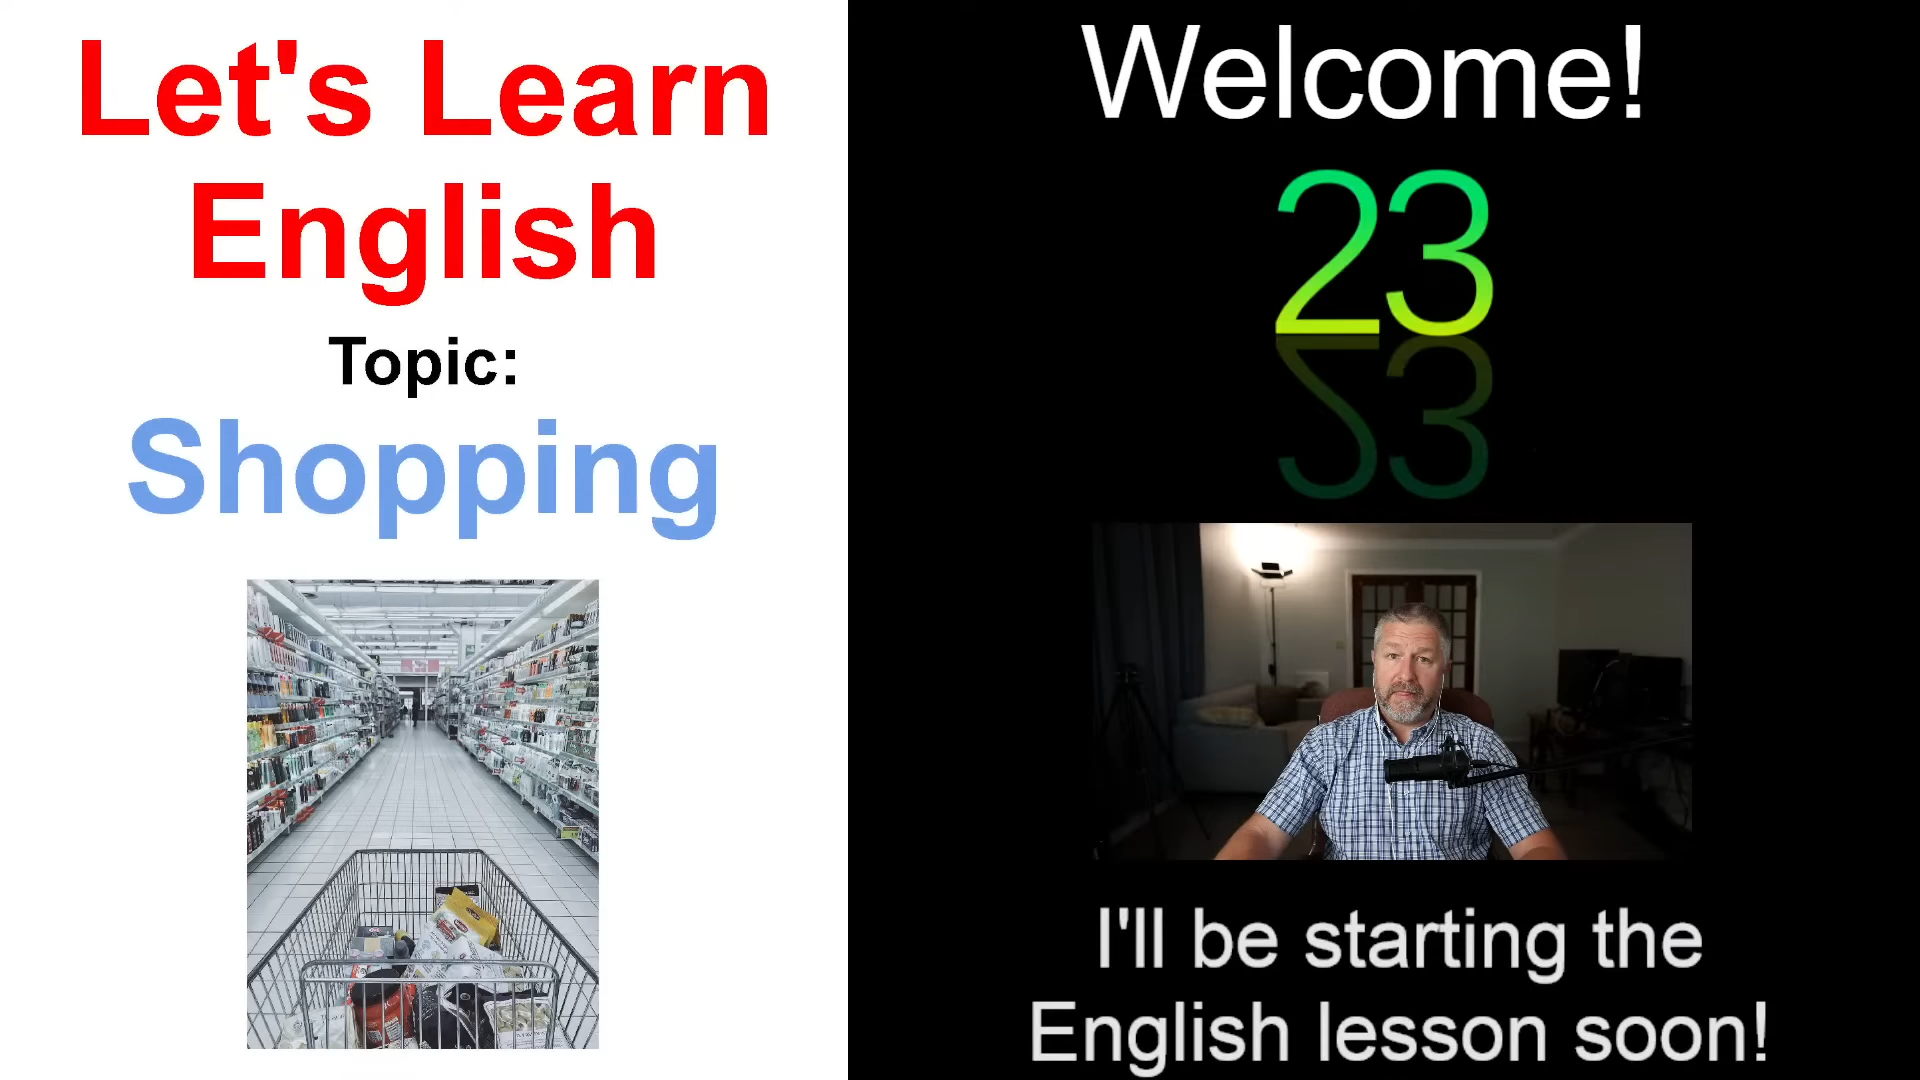 Let's Learn
English
Topic:
Shopping
Welcome!
23
I'll be starting the
English lesson soon!